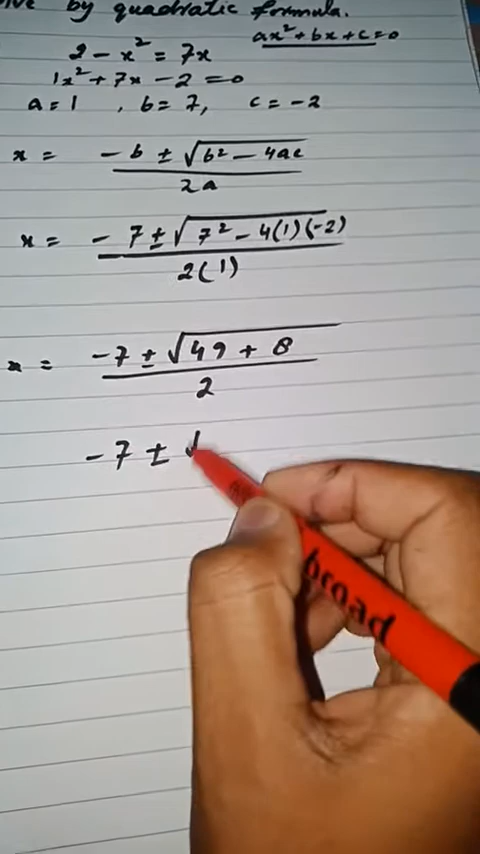 by quadratic formula.
ax²+bx+c=0
2 - x² = 7x
1x² + 7x - 2 = 0
a = 1 , b = 7, c = -2
x = -b ± √b² - 4ac / 2a
x = -7 ± √7² - 4(1)(-2) / 2(1)
x = -7 ± √49 + 8 / 2
-7 ± √
broad